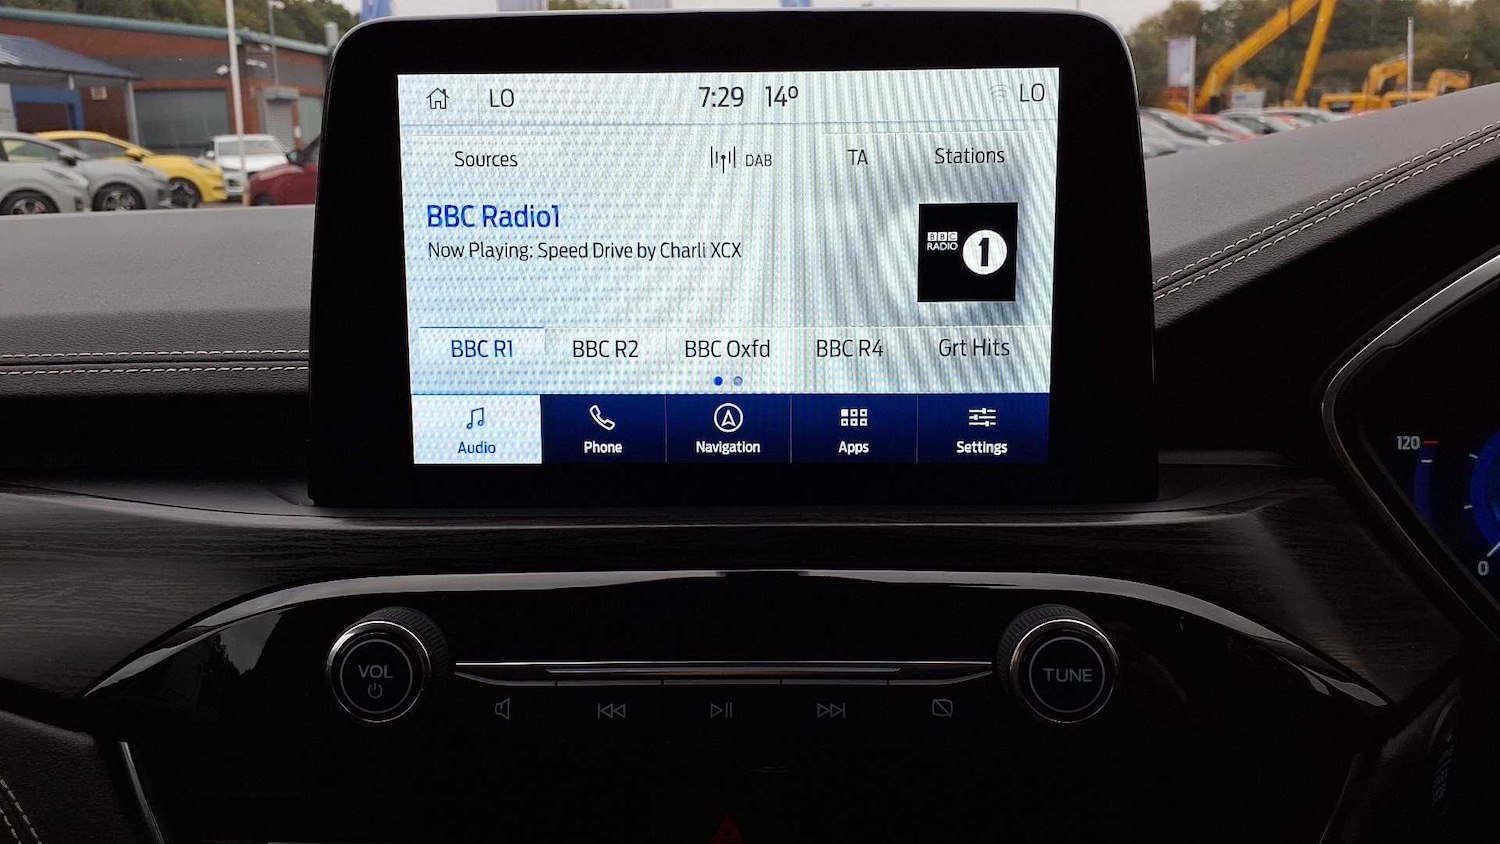 LO 7:29 14° LO
Sources DAB TA Stations
BBC Radio1
Now Playing: Speed Drive by Charli XCX
BBC
RADIO 1
BBC R1 BBC R2 BBC Oxfd BBC R4 Grt Hits
Audio Phone Navigation Apps Settings
120
0
VOL TUNE